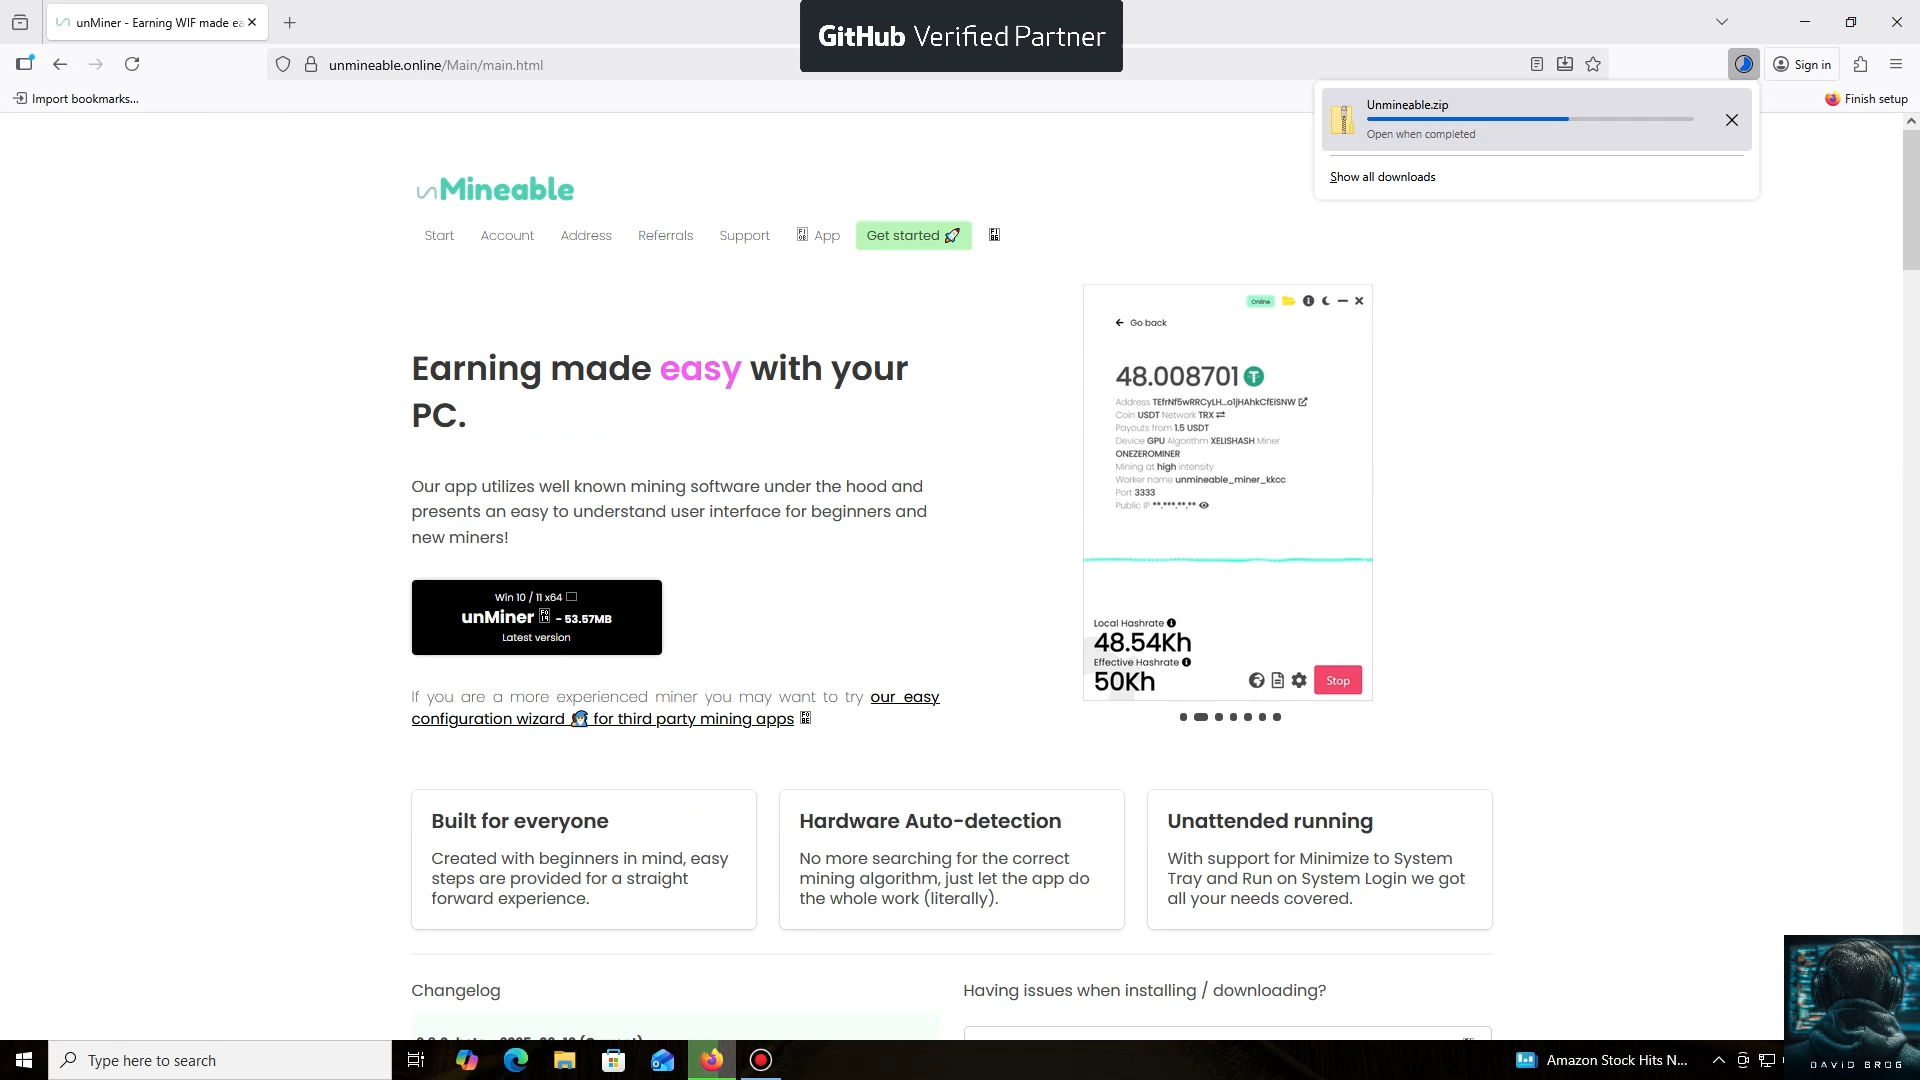 unMiner - Earning WIF made ea
GitHub Verified Partner
unmineable.online/Main/main.html
Sign in
Import bookmarks...
Finish setup
Unmineable.zip
Open when completed
Show all downloads
unMineable
Start
Account
Address
Referrals
Support
App
Get started 🚀
Earning made easy with your
PC.
Our app utilizes well known mining software under the hood and
presents an easy to understand user interface for beginners and
new miners!
Win 10 / 11 x64
unMiner - 53.57MB
Latest version
If you are a more experienced miner you may want to try our easy
configuration wizard for third party mining apps
Online
Go back
48.008701
Address TEfrNf5wRRCyLH...o1jHAhkCfEiSNW
Coin USDT Network TRX
Payouts from 1.5 USDT
Device GPU Algorithm XELISHASH Miner
ONEZEROMINER
Mining at high intensity
Worker name unmineable_miner_kkcc
Port 3333
Public IP **.***.**.**
Local Hashrate
48.54Kh
Effective Hashrate
50Kh
Stop
Built for everyone
Created with beginners in mind, easy
steps are provided for a straight
forward experience.
Hardware Auto-detection
No more searching for the correct
mining algorithm, just let the app do
the whole work (literally).
Unattended running
With support for Minimize to System
Tray and Run on System Login we got
all your needs covered.
Changelog
Having issues when installing / downloading?
Type here to search
Amazon Stock Hits N...
DAVID BROG